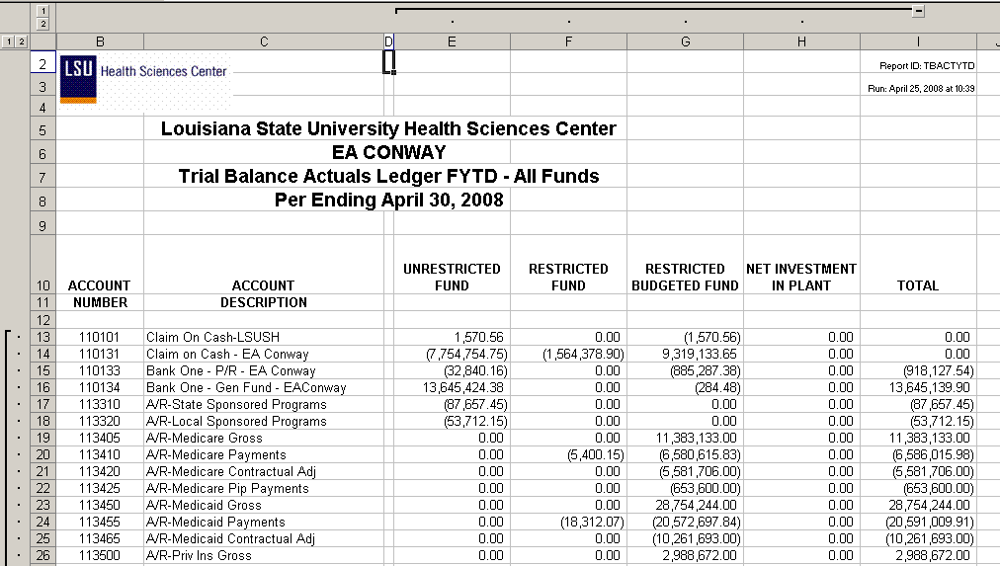 1
2
1 2 B C D E F G H I
2 LSU Health Sciences Center Report ID: TBACTYTD
3 Run: April 25, 2008 at 10:39
4
5 Louisiana State University Health Sciences Center
6 EA CONWAY
7 Trial Balance Actuals Ledger FYTD - All Funds
8 Per Ending April 30, 2008
9
UNRESTRICTED RESTRICTED RESTRICTED NET INVESTMENT
10 ACCOUNT ACCOUNT FUND FUND BUDGETED FUND IN PLANT TOTAL
11 NUMBER DESCRIPTION
12
13 110101 Claim On Cash-LSUSH 1,570.56 0.00 (1,570.56) 0.00 0.00
14 110131 Claim on Cash - EA Conway (7,754,754.75) (1,564,378.90) 9,319,133.65 0.00 0.00
15 110133 Bank One - P/R - EA Conway (32,840.16) 0.00 (885,287.38) 0.00 (918,127.54)
16 110134 Bank One - Gen Fund - EAConway 13,645,424.38 0.00 (284.48) 0.00 13,645,139.90
17 113310 A/R-State Sponsored Programs (87,657.45) 0.00 0.00 0.00 (87,657.45)
18 113320 A/R-Local Sponsored Programs (53,712.15) 0.00 0.00 0.00 (53,712.15)
19 113405 A/R-Medicare Gross 0.00 0.00 11,383,133.00 0.00 11,383,133.00
20 113410 A/R-Medicare Payments 0.00 (5,400.15) (6,580,615.83) 0.00 (6,586,015.98)
21 113420 A/R-Medicare Contractual Adj 0.00 0.00 (5,581,706.00) 0.00 (5,581,706.00)
22 113425 A/R-Medicare Pip Payments 0.00 0.00 (653,600.00) 0.00 (653,600.00)
23 113450 A/R-Medicaid Gross 0.00 0.00 28,754,244.00 0.00 28,754,244.00
24 113455 A/R-Medicaid Payments 0.00 (18,312.07) (20,572,697.84) 0.00 (20,591,009.91)
25 113465 A/R-Medicaid Contractual Adj 0.00 0.00 (10,261,693.00) 0.00 (10,261,693.00)
26 113500 A/R-Priv Ins Gross 0.00 0.00 2,988,672.00 0.00 2,988,672.00